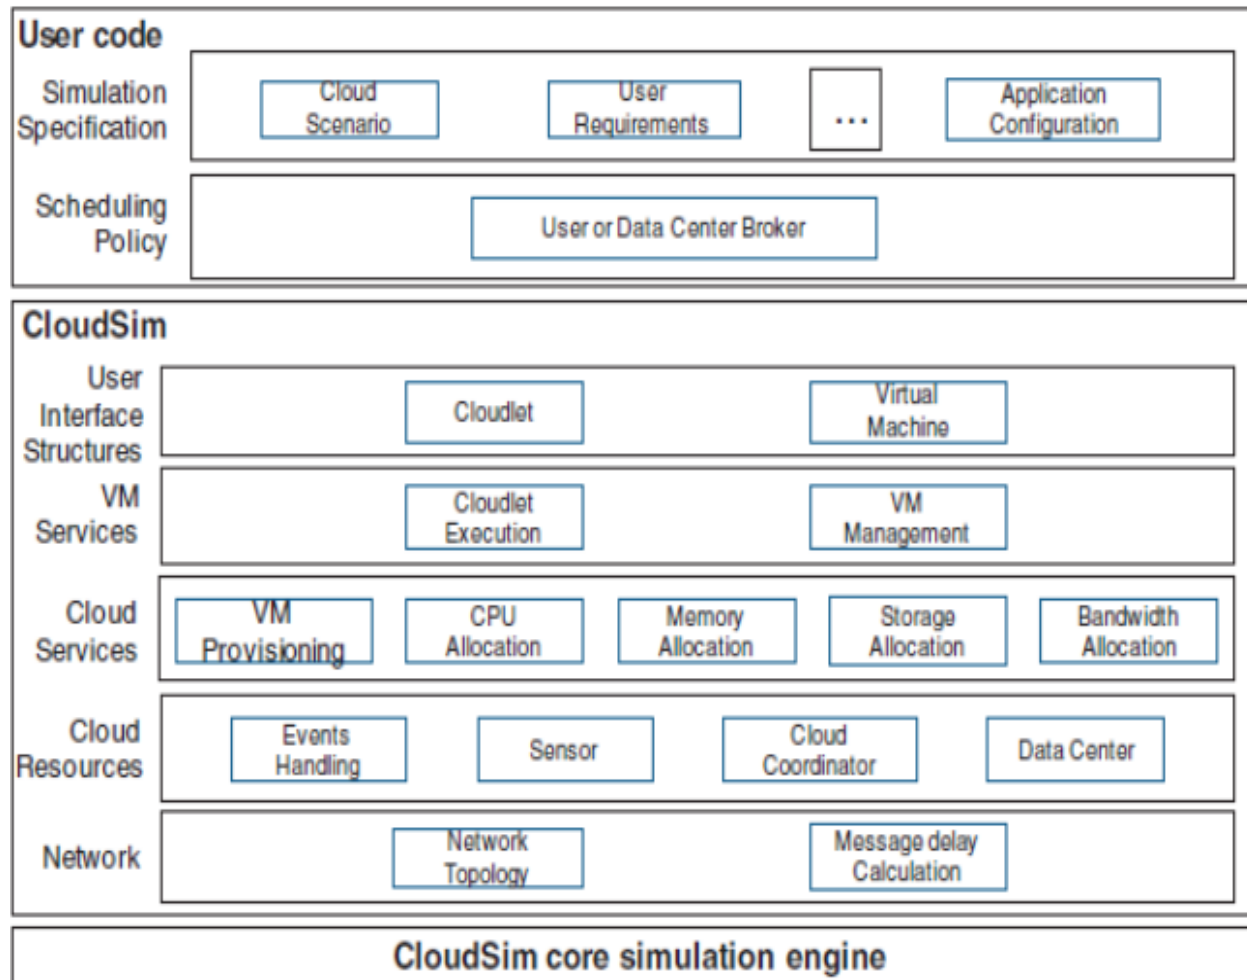 User code
Simulation
Specification
Cloud
Scenario
User
Requirements
...
Application
Configuration
Scheduling
Policy
User or Data Center Broker
CloudSim
User
Interface
Structures
Cloudlet
Virtual
Machine
VM
Services
Cloudlet
Execution
VM
Management
Cloud
Services
VM
Provisioning
CPU
Allocation
Memory
Allocation
Storage
Allocation
Bandwidth
Allocation
Cloud
Resources
Events
Handling
Sensor
Cloud
Coordinator
Data Center
Network
Network
Topology
Message delay
Calculation
CloudSim core simulation engine